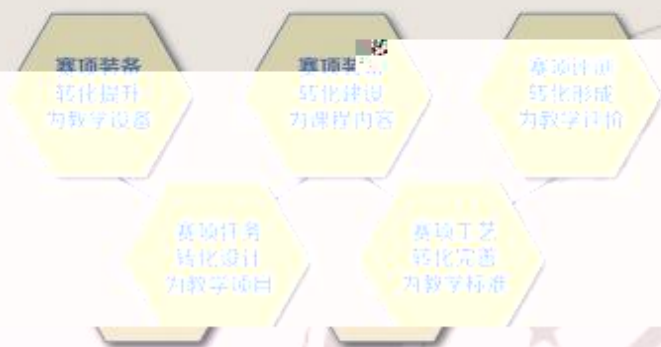 赛项装备
转化提升
为教学设备
赛项
转化建设
为课程内容
赛项评
转化形成
为教学评价
赛项任务
转化设计
为教学项目
赛项工艺
转化完善
为教学标准